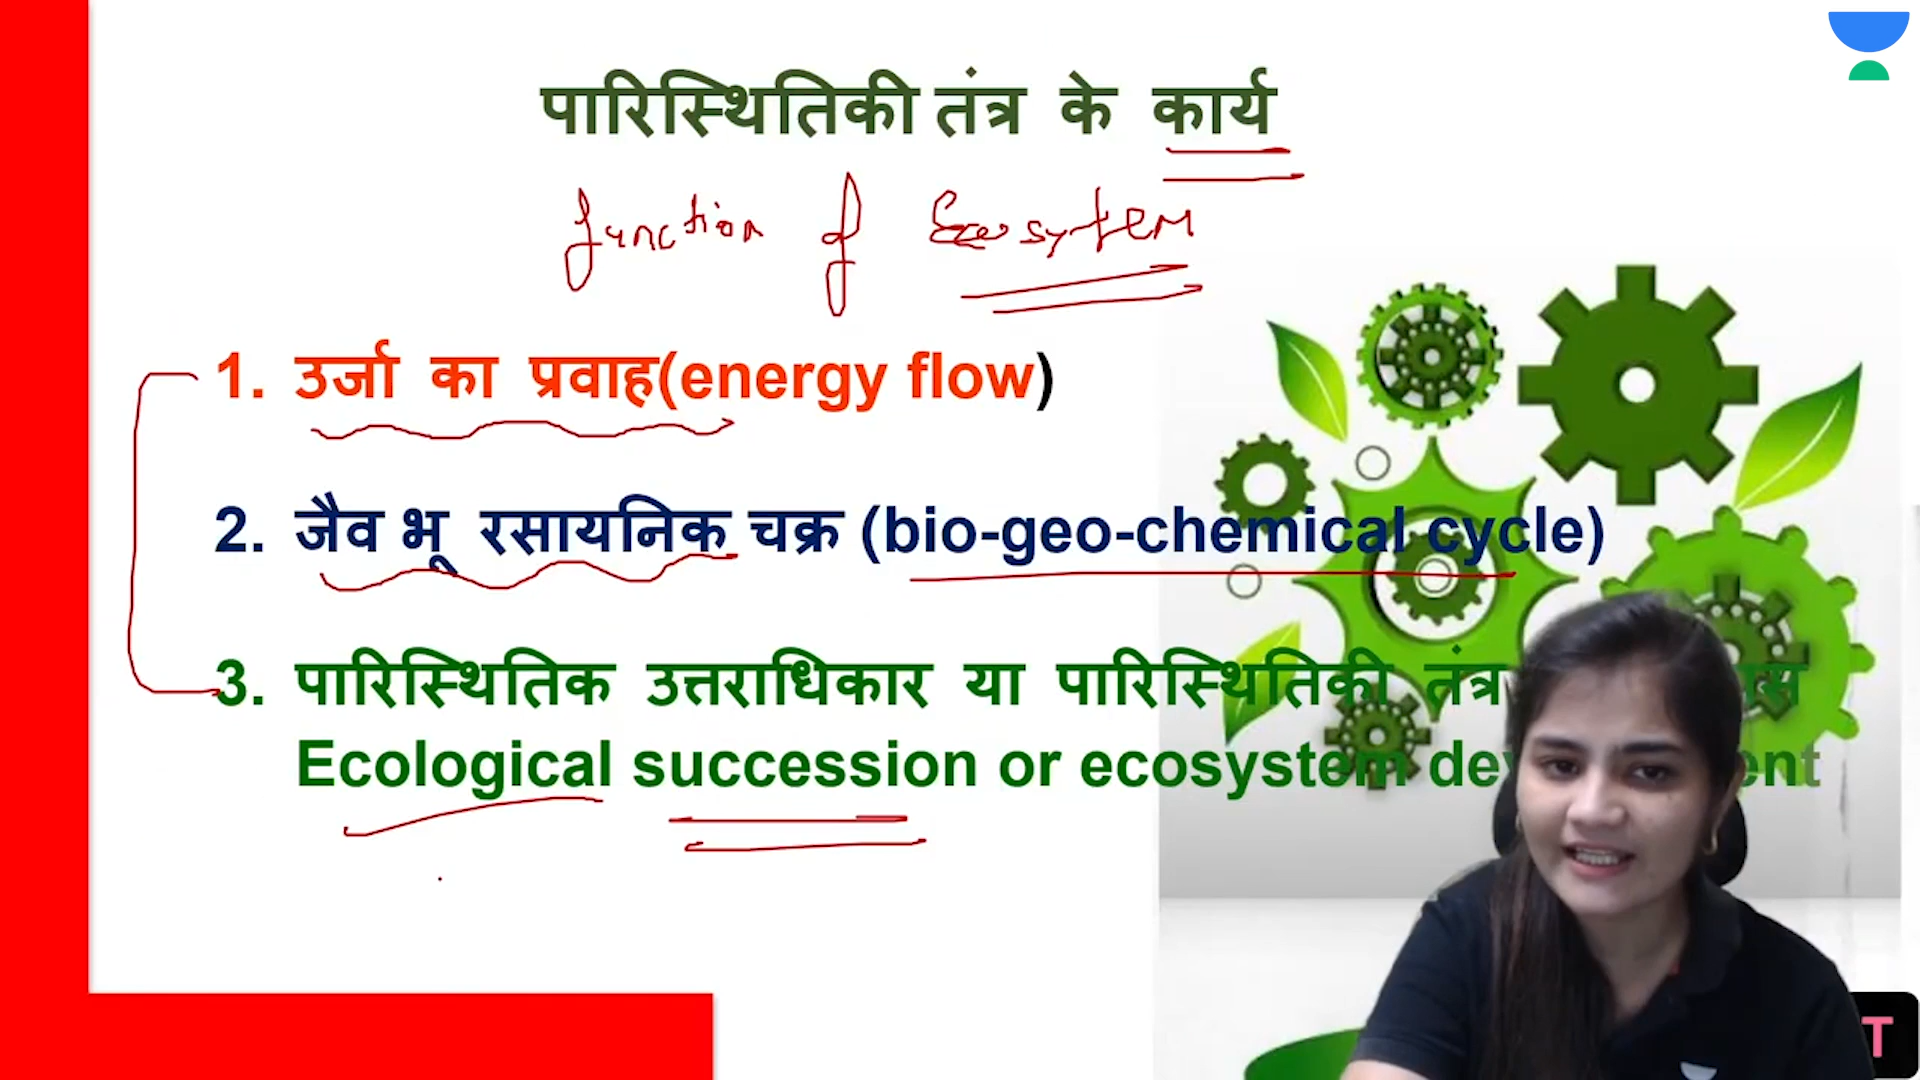 पारिस्थितिकी तंत्र के कार्य
function of Ecosystem
1. उर्जा का प्रवाह(energy flow)
2. जैव भू रसायनिक चक्र (bio-geo-chemical cycle)
3. पारिस्थितिक उत्तराधिकार या पारिस्थितिकी तंत्र
Ecological succession or ecosystem
T